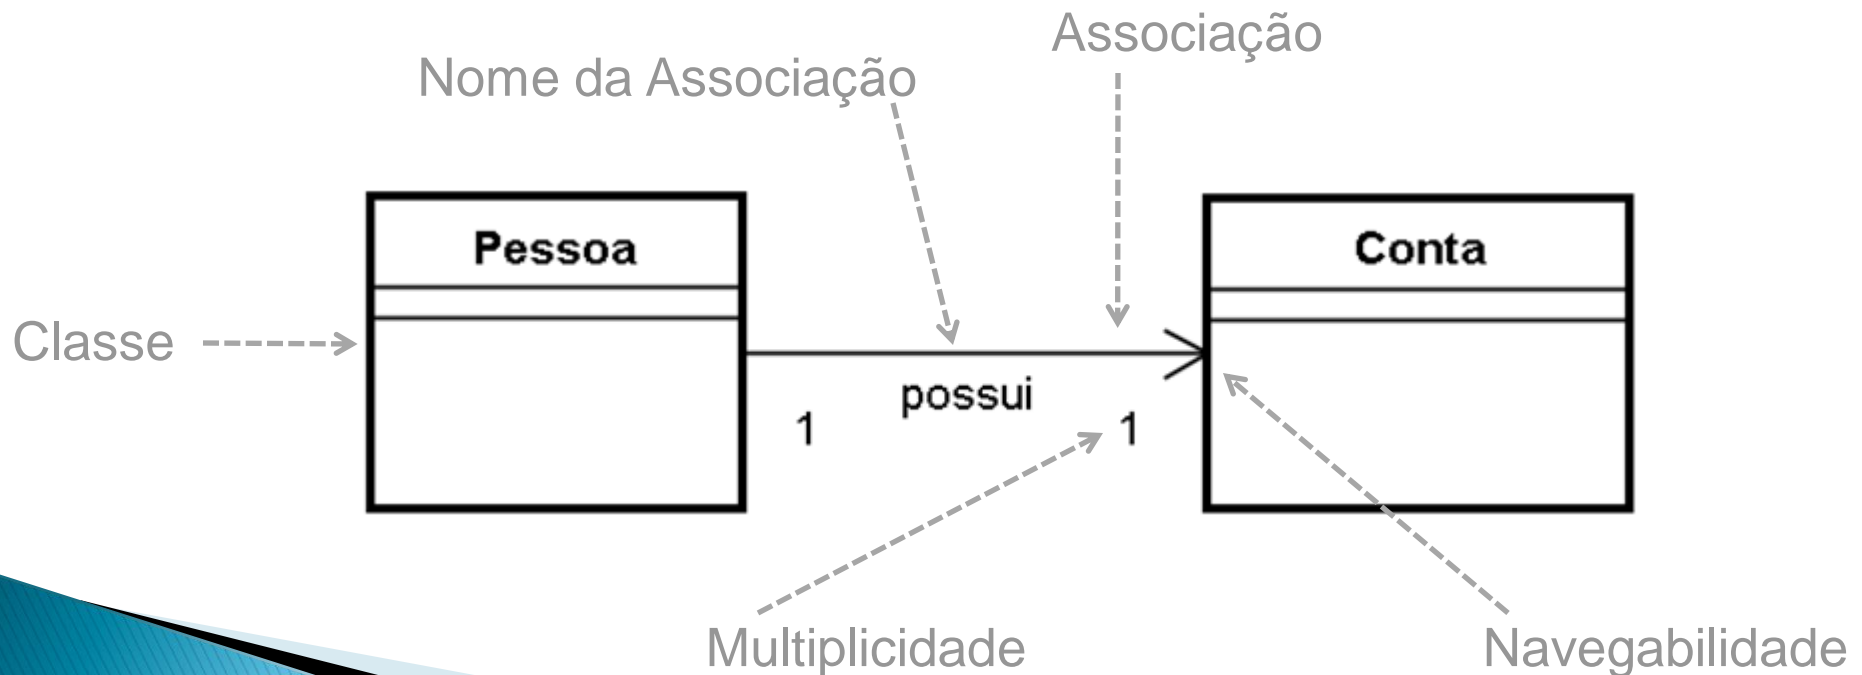 Associação
Nome da Associação
Pessoa
Conta
Classe
possui
1
1
Multiplicidade
Navegabilidade